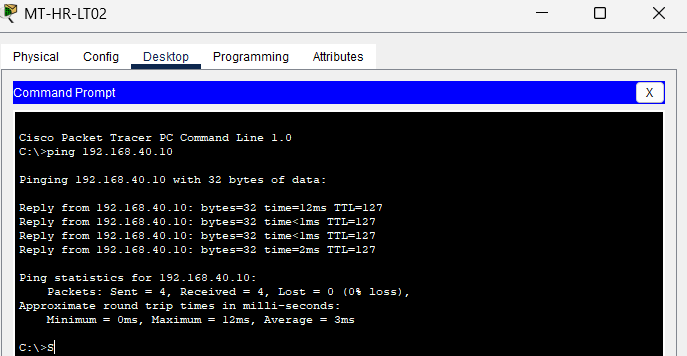 MT-HR-LT02
Physical Config Desktop Programming Attributes
Command Prompt X
Cisco Packet Tracer PC Command Line 1.0
C:\>ping 192.168.40.10
Pinging 192.168.40.10 with 32 bytes of data:
Reply from 192.168.40.10: bytes=32 time=12ms TTL=127
Reply from 192.168.40.10: bytes=32 time<1ms TTL=127
Reply from 192.168.40.10: bytes=32 time<1ms TTL=127
Reply from 192.168.40.10: bytes=32 time=2ms TTL=127
Ping statistics for 192.168.40.10:
Packets: Sent = 4, Received = 4, Lost = 0 (0% loss),
Approximate round trip times in milli-seconds:
Minimum = 0ms, Maximum = 12ms, Average = 3ms
C:\>S